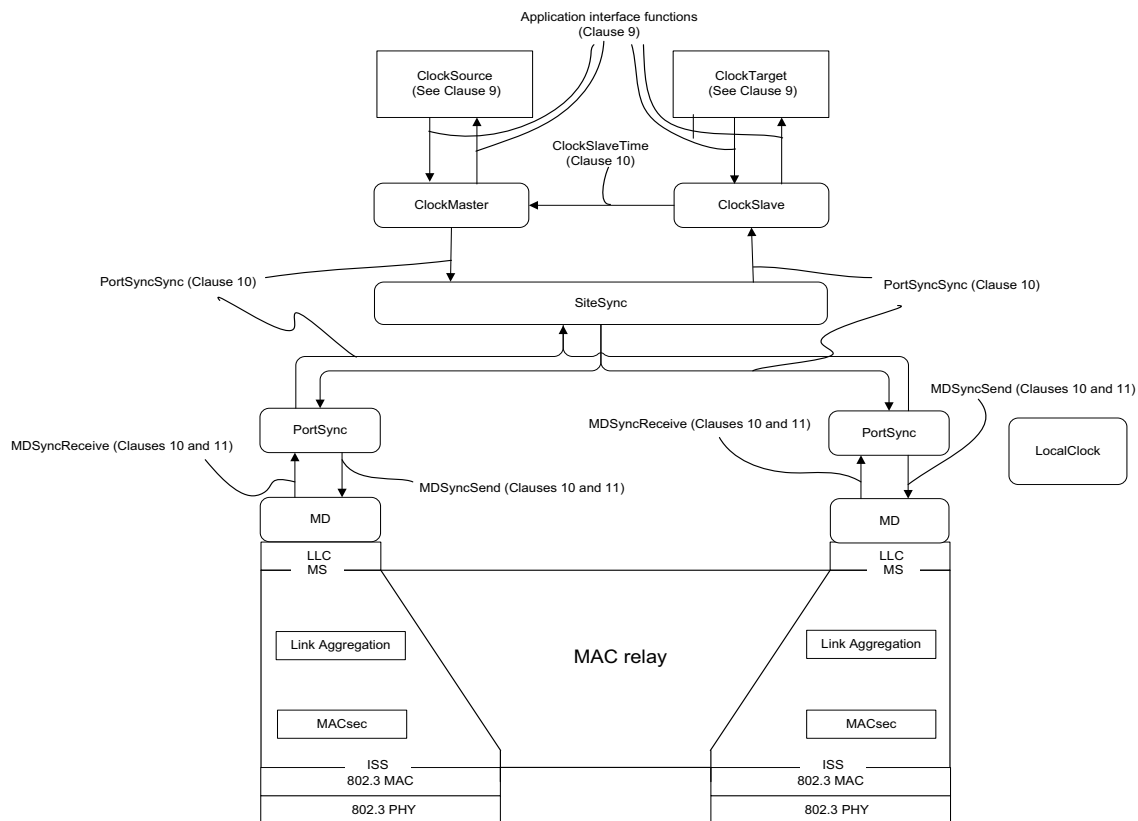 Application interface functions
(Clause 9)
ClockSource
(See Clause 9)
ClockTarget
(See Clause 9)
ClockSlaveTime
(Clause 10)
ClockMaster
ClockSlave
PortSyncSync (Clause 10)
PortSyncSync (Clause 10)
SiteSync
MDSyncSend (Clauses 10 and 11)
PortSync
MDSyncReceive (Clauses 10 and 11)
PortSync
MDSyncReceive (Clauses 10 and 11)
LocalClock
MDSyncSend (Clauses 10 and 11)
MD
MD
LLC
MS
LLC
MS
Link Aggregation
MAC relay
Link Aggregation
MACsec
MACsec
ISS
802.3 MAC
ISS
802.3 MAC
802.3 PHY
802.3 PHY